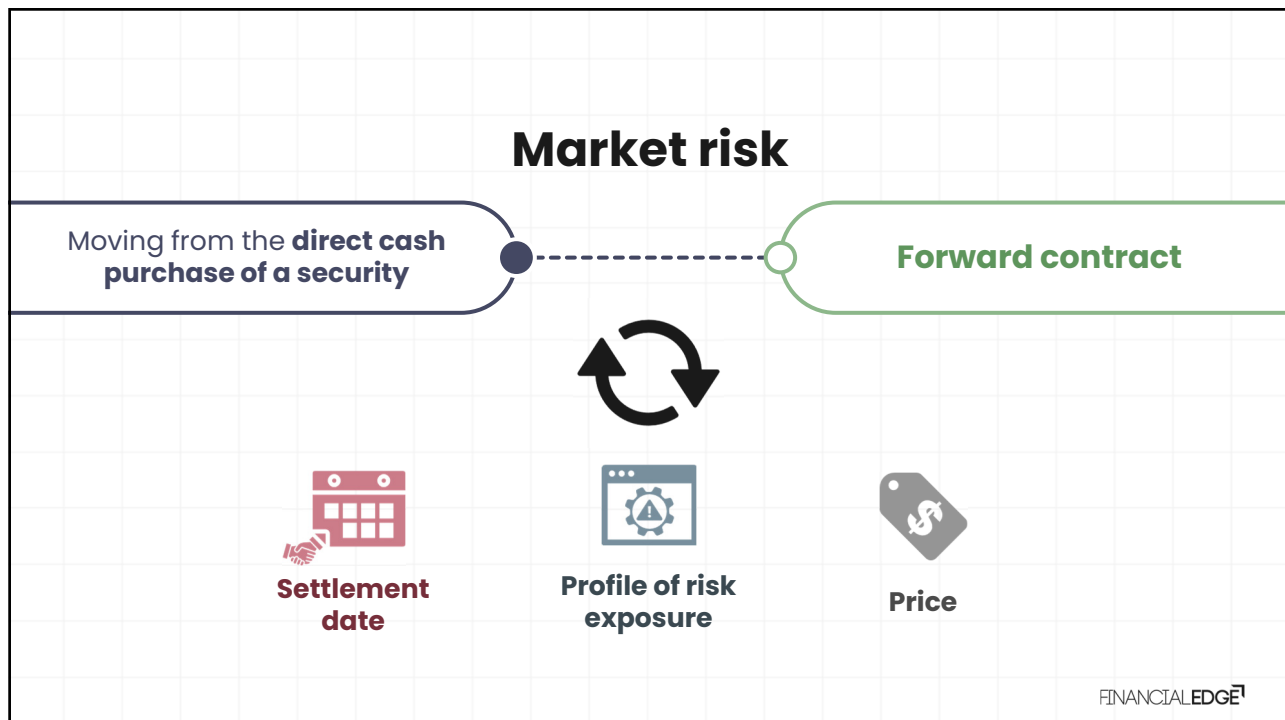 Market risk
Moving from the direct cash
purchase of a security
Forward contract
Settlement
date
Profile of risk
exposure
Price
FINANCIALEDGE